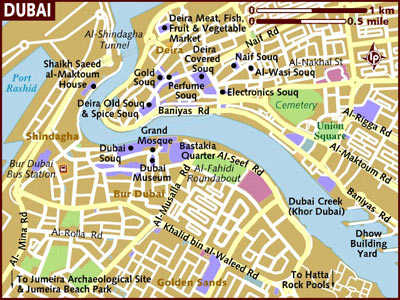 DUBAI
0
1 km
0
0.5 mile
Deira Meat, Fish,
Fruit & Vegetable
Market
Al-Shindagha
Tunnel
Deira
Naif Rd
Port
Rashid
Shaikh Saeed
al-Maktoum
House
Gold
Souq
Deira
Covered
Souq
Naif Souq
Al-Nakhal St
Al-Wasi Souq
Perfume
Souq
Electronics Souq
Deira Old Souq
& Spice Souq
Baniyas Rd
Cemetery
Union
Square
Al-Rigga Rd
Shindagha
Grand
Mosque
Dubai
Souq
Bastakia
Quarter
Al-Seef Rd
Al-Maktoum Rd
Bur Dubai
Bus Station
Dubai
Museum
Al-Fahidi
Roundabout
Bur Dubai
Al-Musalla Rd
Baniyas Rd
Dubai Creek
(Khor Dubai)
Al-Mina Rd
Al-Rolla Rd
Khalid bin al-Waleed Rd
Dhow
Building
Yard
To Jumeira Archaeological Site
& Jumeira Beach Park
Golden Sands
To Hatta
Rock Pools